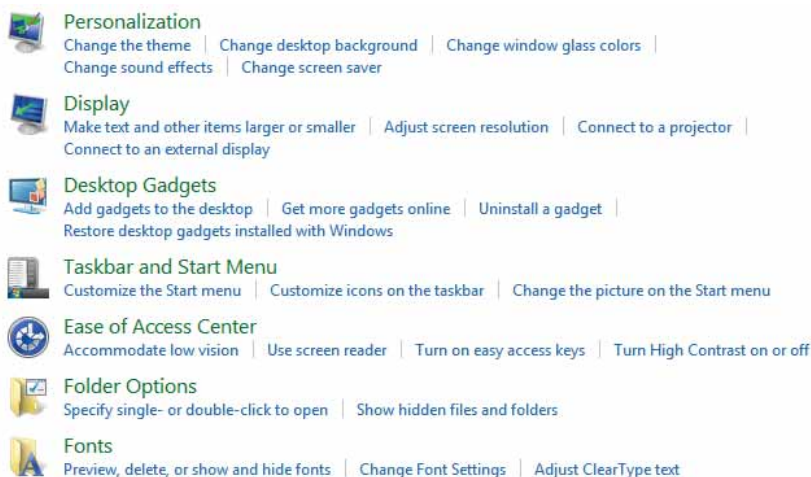 Personalization
Change the theme | Change desktop background | Change window glass colors |
Change sound effects | Change screen saver
Display
Make text and other items larger or smaller | Adjust screen resolution | Connect to a projector |
Connect to an external display
Desktop Gadgets
Add gadgets to the desktop | Get more gadgets online | Uninstall a gadget |
Restore desktop gadgets installed with Windows
Taskbar and Start Menu
Customize the Start menu | Customize icons on the taskbar | Change the picture on the Start menu
Ease of Access Center
Accommodate low vision | Use screen reader | Turn on easy access keys | Turn High Contrast on or off
Folder Options
Specify single- or double-click to open | Show hidden files and folders
Fonts
Preview, delete, or show and hide fonts | Change Font Settings | Adjust ClearType text